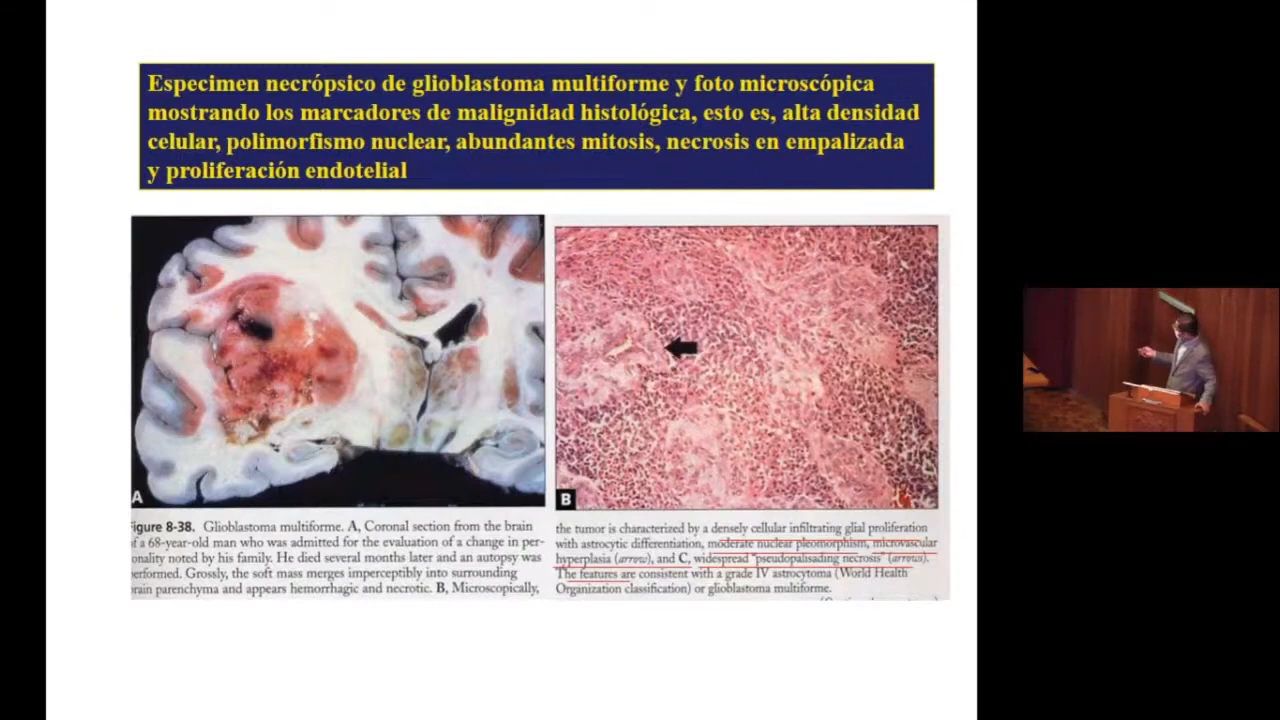 Especimen necrópsico de glioblastoma multiforme y foto microscópica
mostrando los marcadores de malignidad histológica, esto es, alta densidad
celular, polimorfismo nuclear, abundantes mitosis, necrosis en empalizada
y proliferación endotelial
A
B
igure 8-38. Glioblastoma multiforme. A, Coronal section from the brain
f a 68-year-old man who was admitted for the evaluation of a change in per-
onality noted by his family. He died several months later and an autopsy was
erformed. Grossly, the soft mass merges imperceptibly into surrounding
rain parenchyma and appears hemorrhagic and necrotic. B, Microscopically,
the tumor is characterized by a densely cellular infiltrating glial proliferation
with astrocytic differentiation, moderate nuclear pleomorphism, microvascular
hyperplasia (arrow), and C, widespread "pseudopalisading necrosis" (arrows).
The features are consistent with a grade IV astrocytoma (World Health
Organization classification) or glioblastoma multiforme.